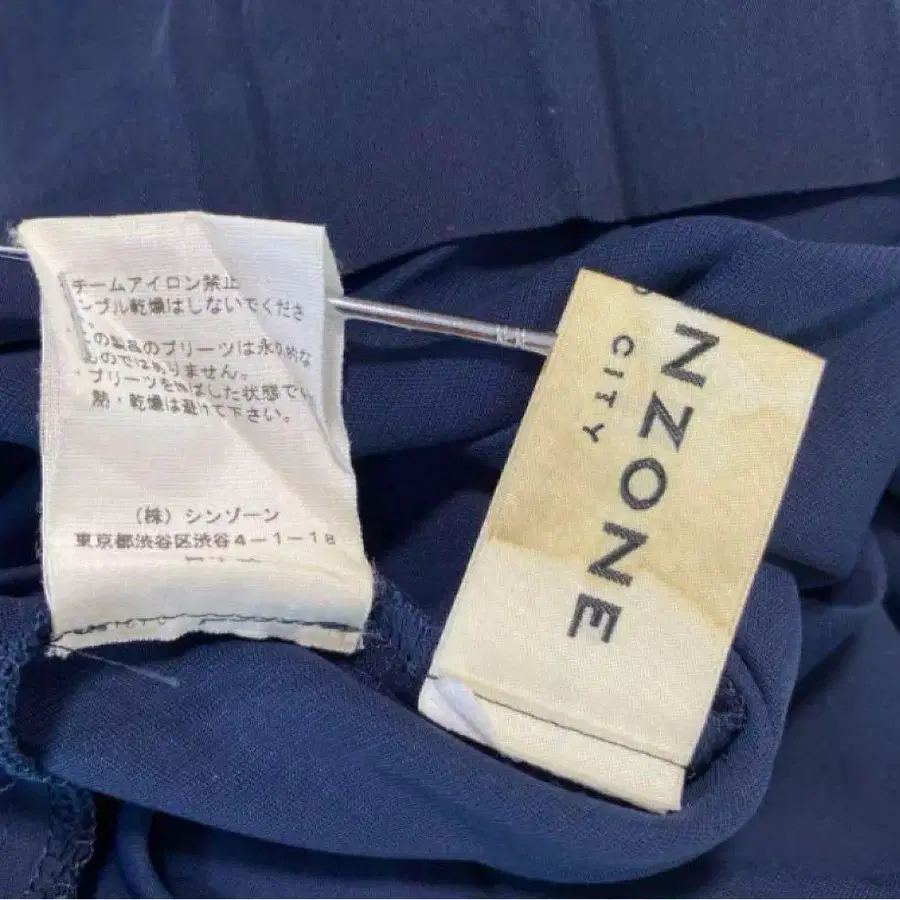 チームアイロン禁止
ンブル乾燥はしないでくださ
の製品のプリーツは永久的な
ものではありません。
プリーツを伸ばした状態で
熱・乾燥は避けて下さい。
(株) シンゾーン
東京都渋谷区渋谷4-1-18
NZONE
CITY